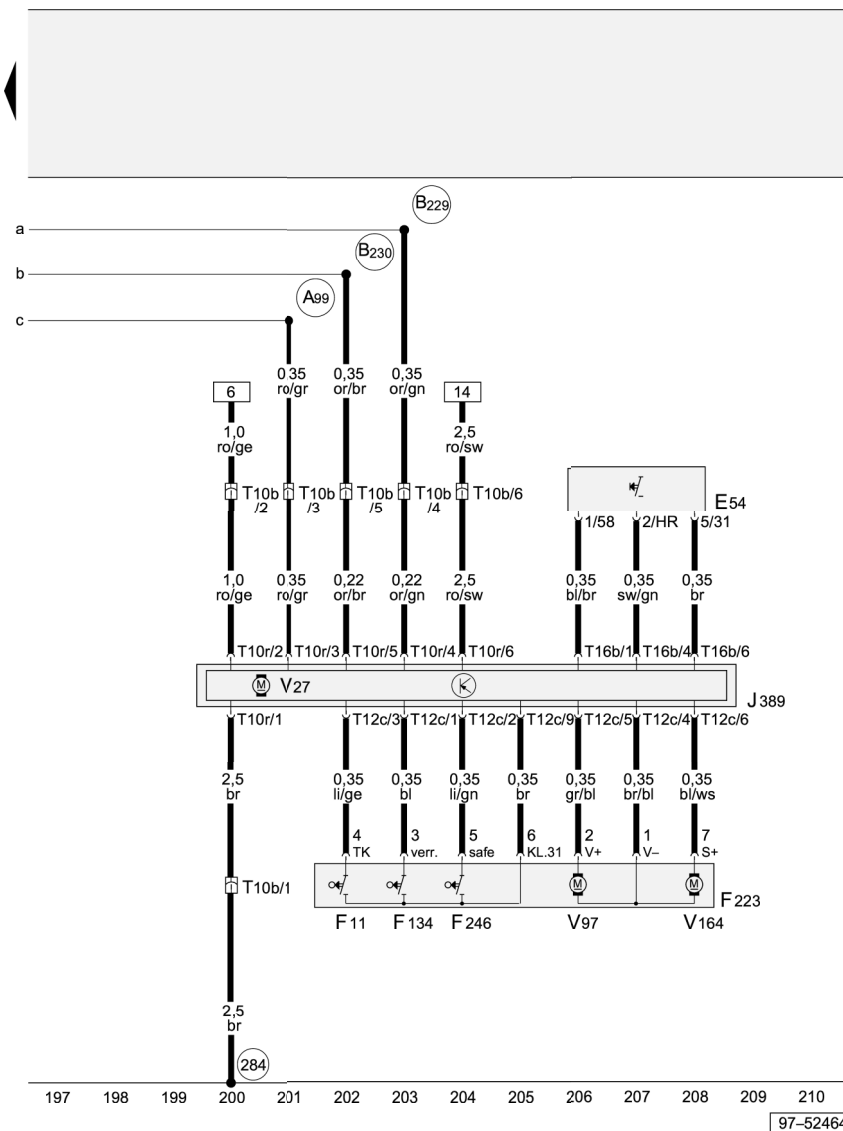 B229
a
B230
b
A99
c
0,35 0,35 0,35
ro/gr or/br or/gn
6 14
1,0 2,5
ro/ge ro/sw
T10b T10b T10b T10b T10b/6
/2 /3 /5 /4
E54
1/58 2/HR 5/31
1,0 0,35 0,22 0,22 2,5 0,35 0,35 0,35
ro/ge ro/gr or/br or/gn ro/sw bl/br sw/gn br
T10r/2 T10r/3 T10r/5 T10r/4 T10r/6 T16b/1 T16b/4 T16b/6
M V27
J389
T10r/1 T12c/3 T12c/1 T12c/2 T12c/9 T12c/5 T12c/4 T12c/6
2,5 0,35 0,35 0,35 0,35 0,35 0,35 0,35
br li/ge bl li/gn br gr/bl br/bl bl/ws
4 3 5 6 2 1 7
TK verr. safe KL.31 V+ V– S+
T10b/1
M M
F223
F11 F134 F246 V97 V164
2,5
br
284
197 198 199 200 201 202 203 204 205 206 207 208 209 210
97–52464